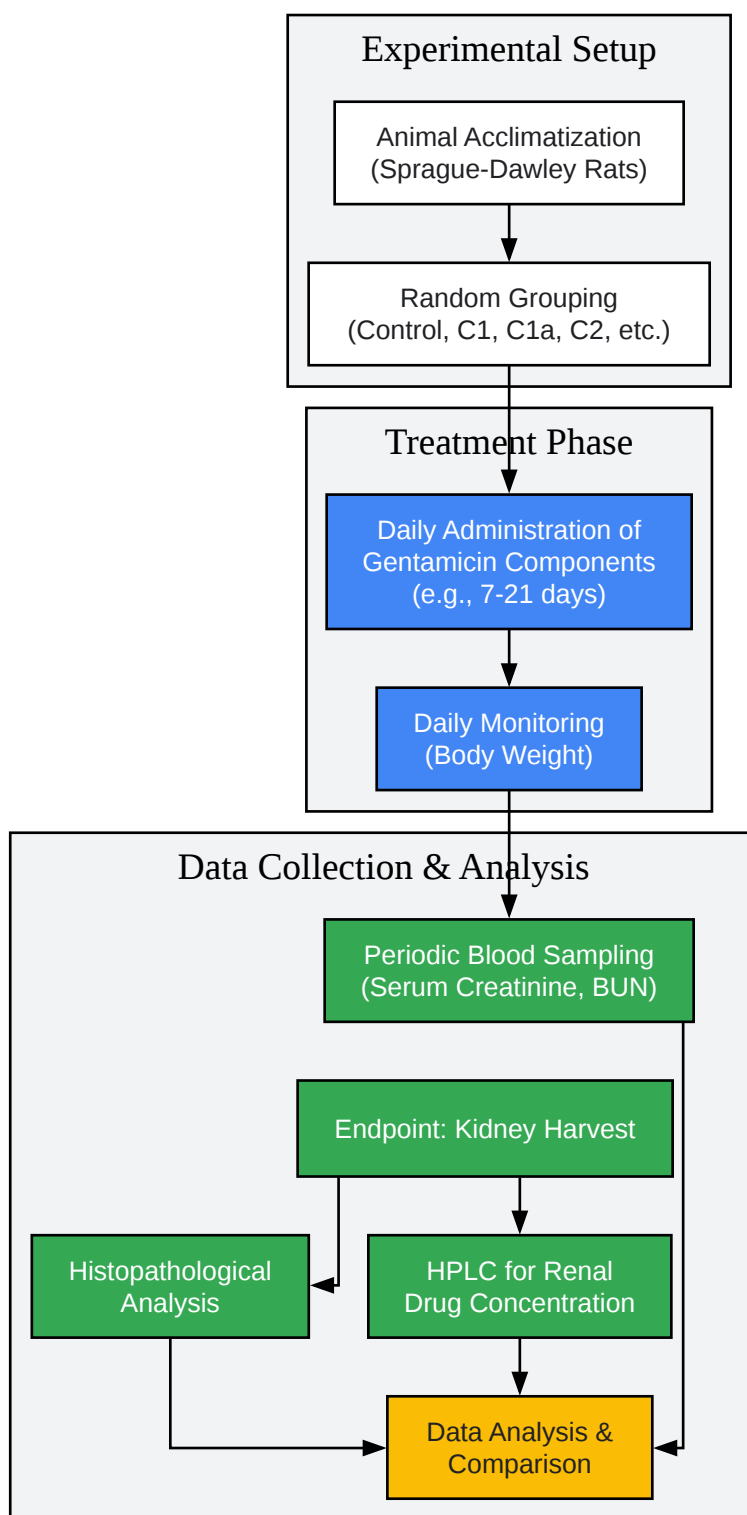 Experimental Setup
Animal Acclimatization
(Sprague-Dawley Rats)
Random Grouping
(Control, C1, C1a, C2, etc.)
Treatment Phase
Daily Administration of
Gentamicin Components
(e.g., 7-21 days)
Daily Monitoring
(Body Weight)
Data Collection & Analysis
Periodic Blood Sampling
(Serum Creatinine, BUN)
Endpoint: Kidney Harvest
Histopathological
Analysis
HPLC for Renal
Drug Concentration
Data Analysis &
Comparison